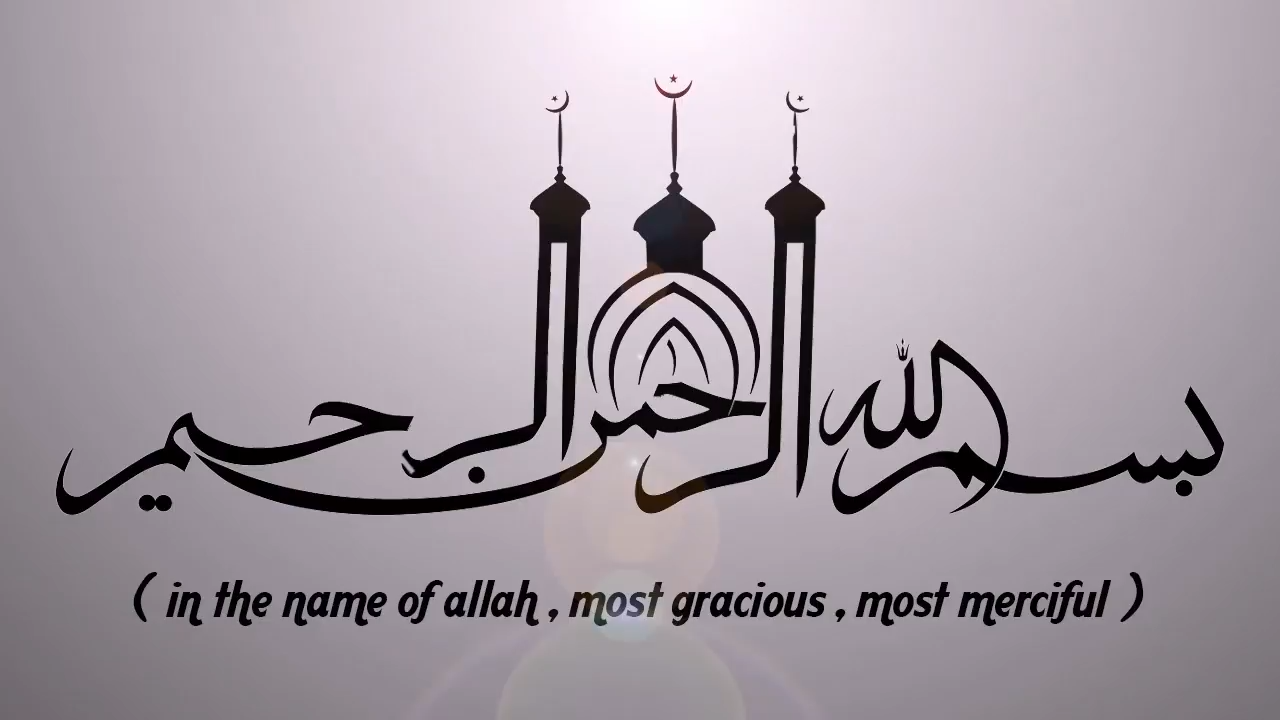 بسم الله الرحمن الرحيم
( in the name of allah , most gracious , most merciful )